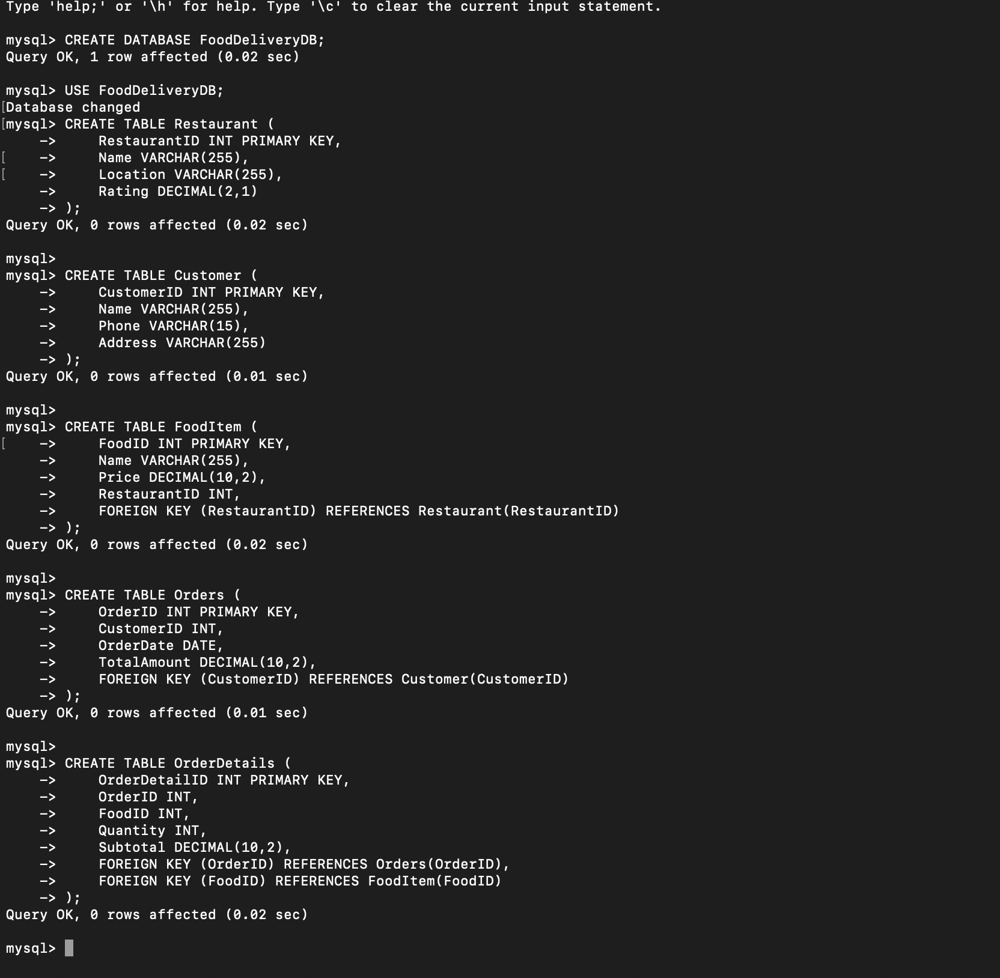 Type 'help;' or '\h' for help. Type '\c' to clear the current input statement.
mysql> CREATE DATABASE FoodDeliveryDB;
Query OK, 1 row affected (0.02 sec)
mysql> USE FoodDeliveryDB;
[Database changed
[mysql> CREATE TABLE Restaurant (
    ->     RestaurantID INT PRIMARY KEY,
[    ->     Name VARCHAR(255),
[    ->     Location VARCHAR(255),
    ->     Rating DECIMAL(2,1)
    -> );
Query OK, 0 rows affected (0.02 sec)
mysql>
mysql> CREATE TABLE Customer (
    ->     CustomerID INT PRIMARY KEY,
    ->     Name VARCHAR(255),
    ->     Phone VARCHAR(15),
    ->     Address VARCHAR(255)
    -> );
Query OK, 0 rows affected (0.01 sec)
mysql>
mysql> CREATE TABLE FoodItem (
[    ->     FoodID INT PRIMARY KEY,
    ->     Name VARCHAR(255),
    ->     Price DECIMAL(10,2),
    ->     RestaurantID INT,
    ->     FOREIGN KEY (RestaurantID) REFERENCES Restaurant(RestaurantID)
    -> );
Query OK, 0 rows affected (0.02 sec)
mysql>
mysql> CREATE TABLE Orders (
    ->     OrderID INT PRIMARY KEY,
    ->     CustomerID INT,
    ->     OrderDate DATE,
    ->     TotalAmount DECIMAL(10,2),
    ->     FOREIGN KEY (CustomerID) REFERENCES Customer(CustomerID)
    -> );
Query OK, 0 rows affected (0.01 sec)
mysql>
mysql> CREATE TABLE OrderDetails (
    ->     OrderDetailID INT PRIMARY KEY,
    ->     OrderID INT,
    ->     FoodID INT,
    ->     Quantity INT,
    ->     Subtotal DECIMAL(10,2),
    ->     FOREIGN KEY (OrderID) REFERENCES Orders(OrderID),
    ->     FOREIGN KEY (FoodID) REFERENCES FoodItem(FoodID)
    -> );
Query OK, 0 rows affected (0.02 sec)
mysql>